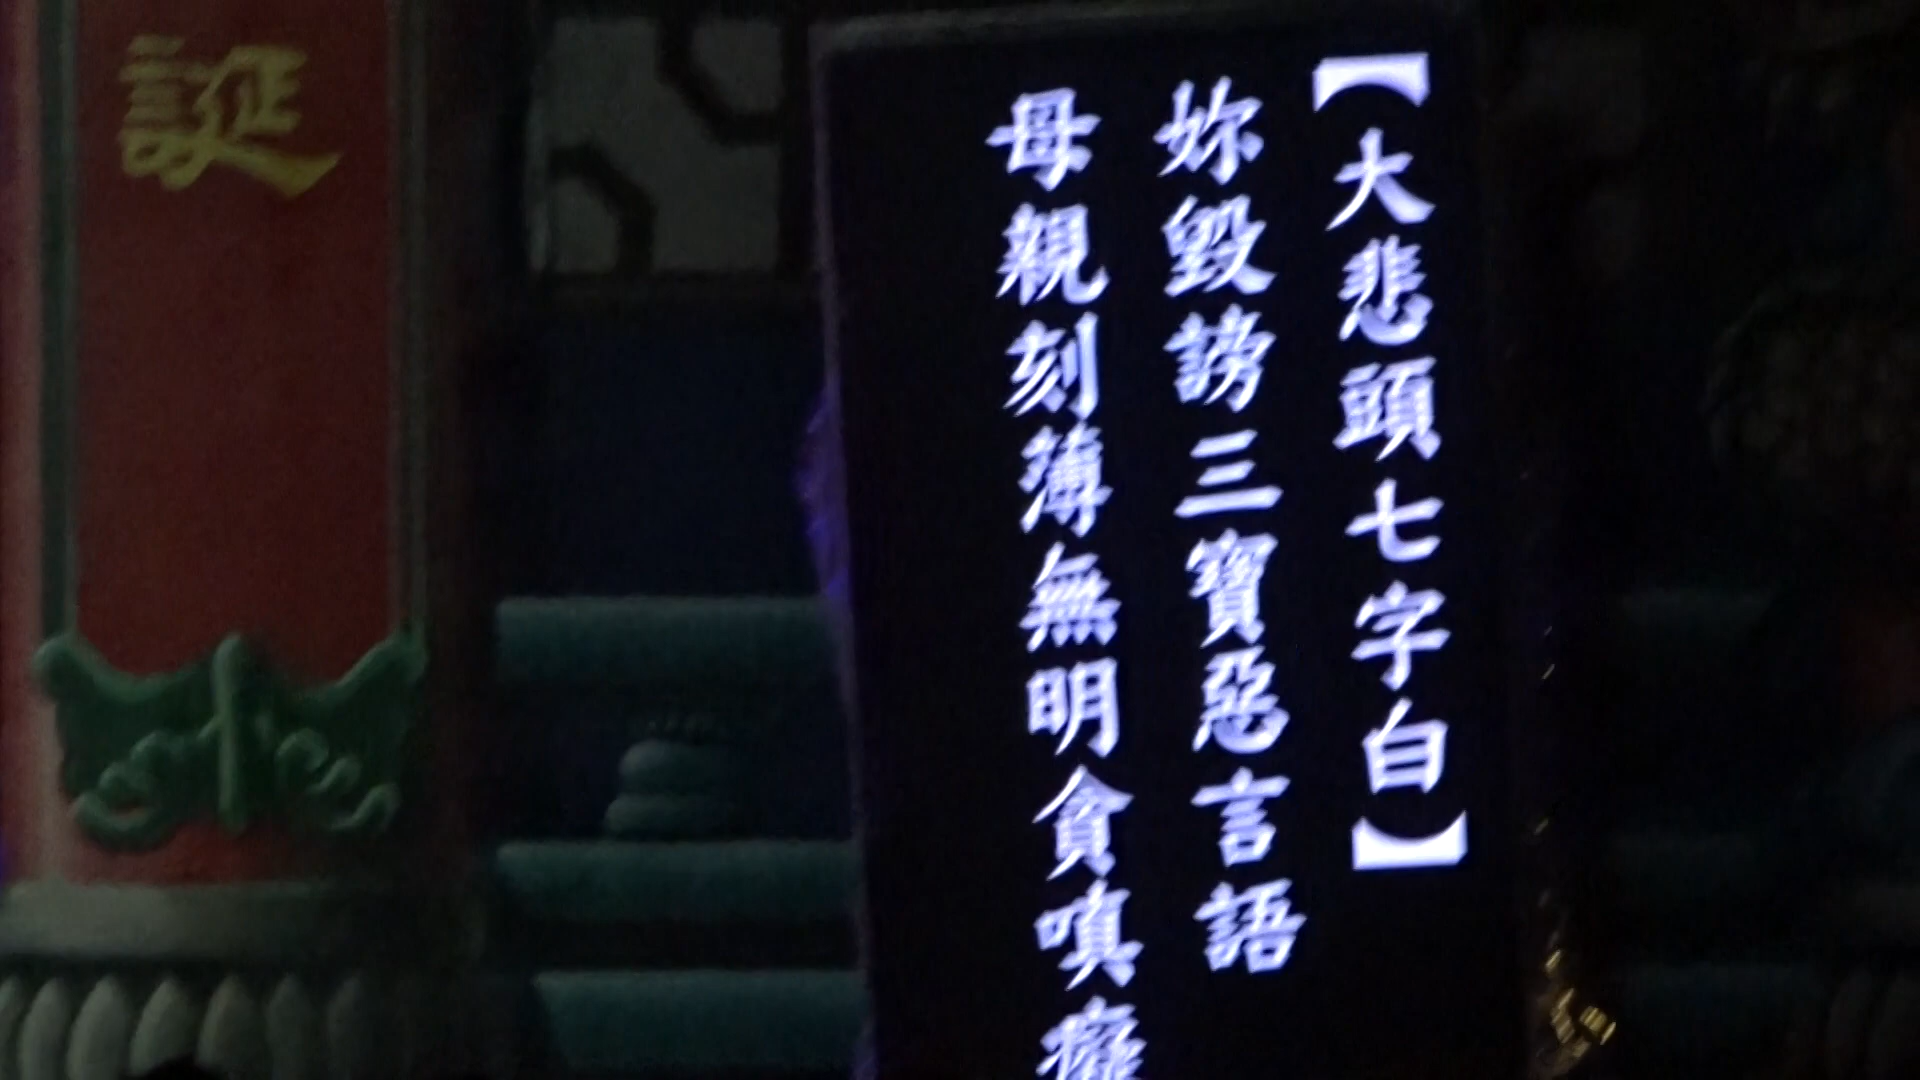 【大悲頭七字白】
妳毀謗三寶惡言語
母親刻薄無明貪嗔癡
誕